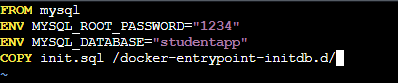 FROM mysql
ENV MYSQL_ROOT_PASSWORD="1234"
ENV MYSQL_DATABASE="studentapp"
COPY init.sql /docker-entrypoint-initdb.d/
~